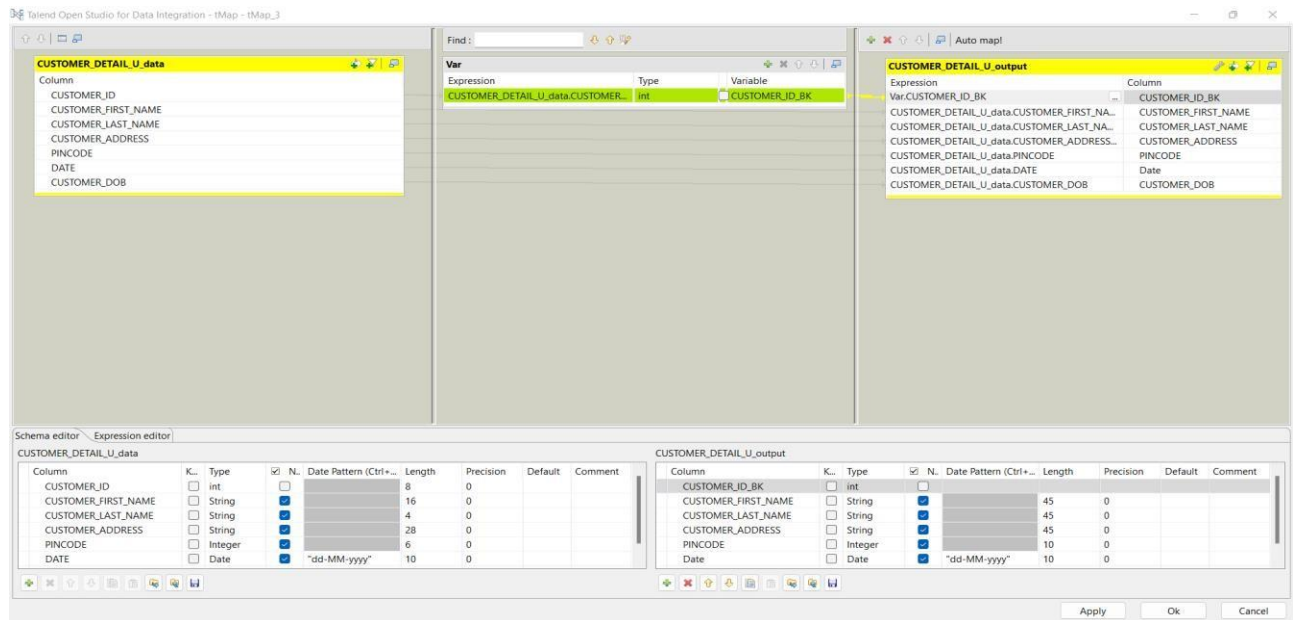 Talend Open Studio for Data Integration - tMap - tMap_3
Find :
Auto map!
CUSTOMER_DETAIL_U_data
Column
CUSTOMER_ID
CUSTOMER_FIRST_NAME
CUSTOMER_LAST_NAME
CUSTOMER_ADDRESS
PINCODE
DATE
CUSTOMER_DOB
Var
Expression Type Variable
CUSTOMER_DETAIL_U_data.CUSTOMER... int CUSTOMER_ID_BK
CUSTOMER_DETAIL_U_output
Expression Column
Var.CUSTOMER_ID_BK ... CUSTOMER_ID_BK
CUSTOMER_DETAIL_U_data.CUSTOMER_FIRST_NA... CUSTOMER_FIRST_NAME
CUSTOMER_DETAIL_U_data.CUSTOMER_LAST_NA... CUSTOMER_LAST_NAME
CUSTOMER_DETAIL_U_data.CUSTOMER_ADDRESS... CUSTOMER_ADDRESS
CUSTOMER_DETAIL_U_data.PINCODE PINCODE
CUSTOMER_DETAIL_U_data.DATE Date
CUSTOMER_DETAIL_U_data.CUSTOMER_DOB CUSTOMER_DOB
Schema editor Expression editor
CUSTOMER_DETAIL_U_data
Column K... Type N.. Date Pattern (Ctrl+... Length Precision Default Comment
CUSTOMER_ID int 8 0
CUSTOMER_FIRST_NAME String 16 0
CUSTOMER_LAST_NAME String 4 0
CUSTOMER_ADDRESS String 28 0
PINCODE Integer 6 0
DATE Date "dd-MM-yyyy" 10 0
CUSTOMER_DETAIL_U_output
Column K... Type N.. Date Pattern (Ctrl+... Length Precision Default Comment
CUSTOMER_ID_BK int
CUSTOMER_FIRST_NAME String 45 0
CUSTOMER_LAST_NAME String 45 0
CUSTOMER_ADDRESS String 45 0
PINCODE Integer 10 0
Date Date "dd-MM-yyyy" 10 0
Apply Ok Cancel